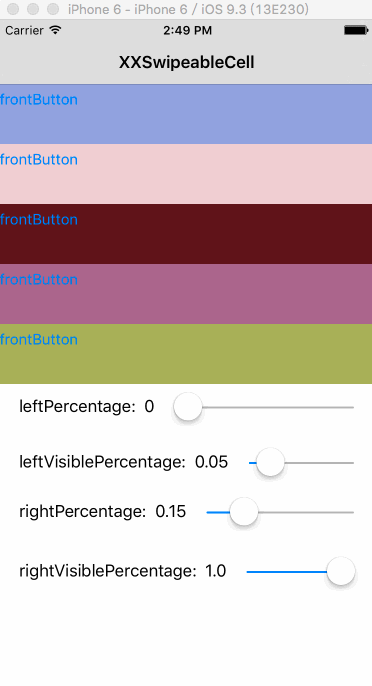 iPhone 6 - iPhone 6 / iOS 9.3 (13E230)
Carrier 2:49 PM
XXSwipeableCell
frontButton
frontButton
frontButton
frontButton
frontButton
leftPercentage: 0
leftVisiblePercentage: 0.05
rightPercentage: 0.15
rightVisiblePercentage: 1.0